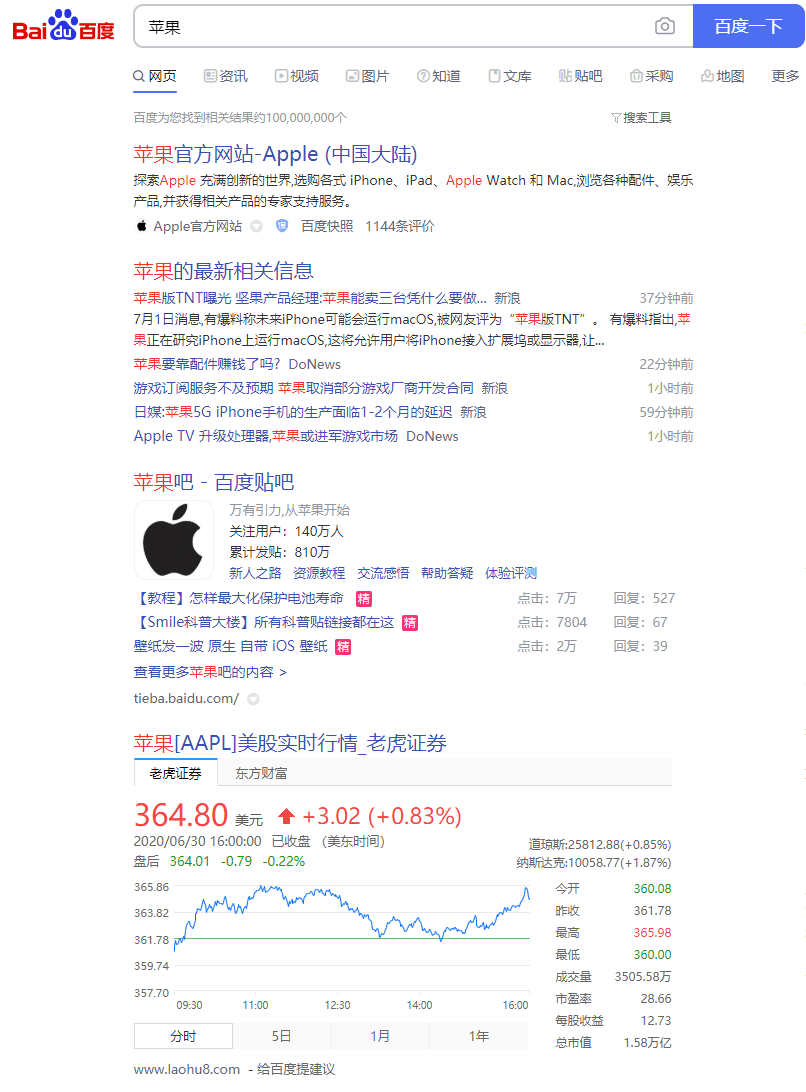 Bai du 百度
苹果
百度一下
网页 资讯 视频 图片 知道 文库 贴吧 采购 地图 更多
百度为您找到相关结果约100,000,000个 搜索工具
苹果官方网站-Apple (中国大陆)
探索Apple 充满创新的世界,选购各式 iPhone、iPad、Apple Watch 和 Mac,浏览各种配件、娱乐
产品,并获得相关产品的专家支持服务。
Apple官方网站 保 百度快照 1144条评价
苹果的最新相关信息
苹果版TNT曝光 坚果产品经理:苹果能卖三台凭什么要做... 新浪 37分钟前
7月1日消息,有爆料称未来iPhone可能会运行macOS,被网友评为“苹果版TNT”。 有爆料指出,苹
果正在研究iPhone上运行macOS,这将允许用户将iPhone接入扩展坞或显示器,让...
苹果要靠配件赚钱了吗? DoNews 22分钟前
游戏订阅服务不及预期 苹果取消部分游戏厂商开发合同 新浪 1小时前
日媒:苹果5G iPhone手机的生产面临1-2个月的延迟 新浪 59分钟前
Apple TV 升级处理器,苹果或进军游戏市场 DoNews 1小时前
苹果吧 - 百度贴吧
万有引力,从苹果开始
关注用户：140万人
累计发贴：810万
新人之路 资源教程 交流感悟 帮助答疑 体验评测
【教程】怎样最大化保护电池寿命 精 点击：7万 回复：527
【Smile科普大楼】所有科普贴链接都在这 精 点击：7804 回复：67
壁纸发一波 原生 自带 iOS 壁纸 精 点击：2万 回复：39
查看更多苹果吧的内容 >
tieba.baidu.com/
苹果[AAPL]美股实时行情_老虎证券
老虎证券 东方财富
364.80 美元 +3.02 (+0.83%)
2020/06/30 16:00:00 已收盘 （美东时间） 道琼斯:25812.88(+0.85%)
盘后 364.01 -0.79 -0.22% 纳斯达克:10058.77(+1.87%)
365.86
363.82
361.78
359.74
357.70
09:30 11:00 12:30 14:00 16:00
分时 5日 1月 1年
今开 360.08
昨收 361.78
最高 365.98
最低 360.00
成交量 3505.58万
市盈率 28.66
每股收益 12.73
总市值 1.58万亿
www.laohu8.com - 给百度提建议